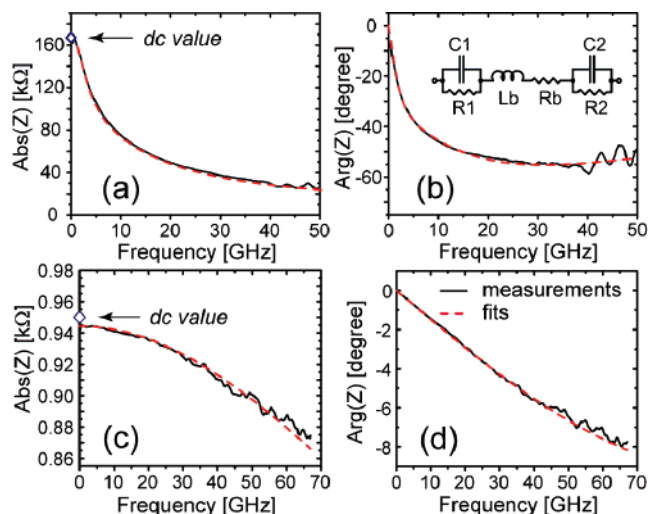 160
120
80
40
0
Abs(Z) [kΩ]
dc value
(a)
0 10 20 30 40 50
Frequency [GHz]
0
-20
-40
-60
Arg(Z) [degree]
C1
C2
R1
Lb
Rb
R2
(b)
0 10 20 30 40 50
Frequency [GHz]
0.98
0.96
0.94
0.92
0.90
0.88
0.86
Abs(Z) [kΩ]
dc value
(c)
0 10 20 30 40 50 60 70
Frequency [GHz]
0
-2
-4
-6
-8
Arg(Z) [degree]
measurements
fits
(d)
0 10 20 30 40 50 60 70
Frequency [GHz]